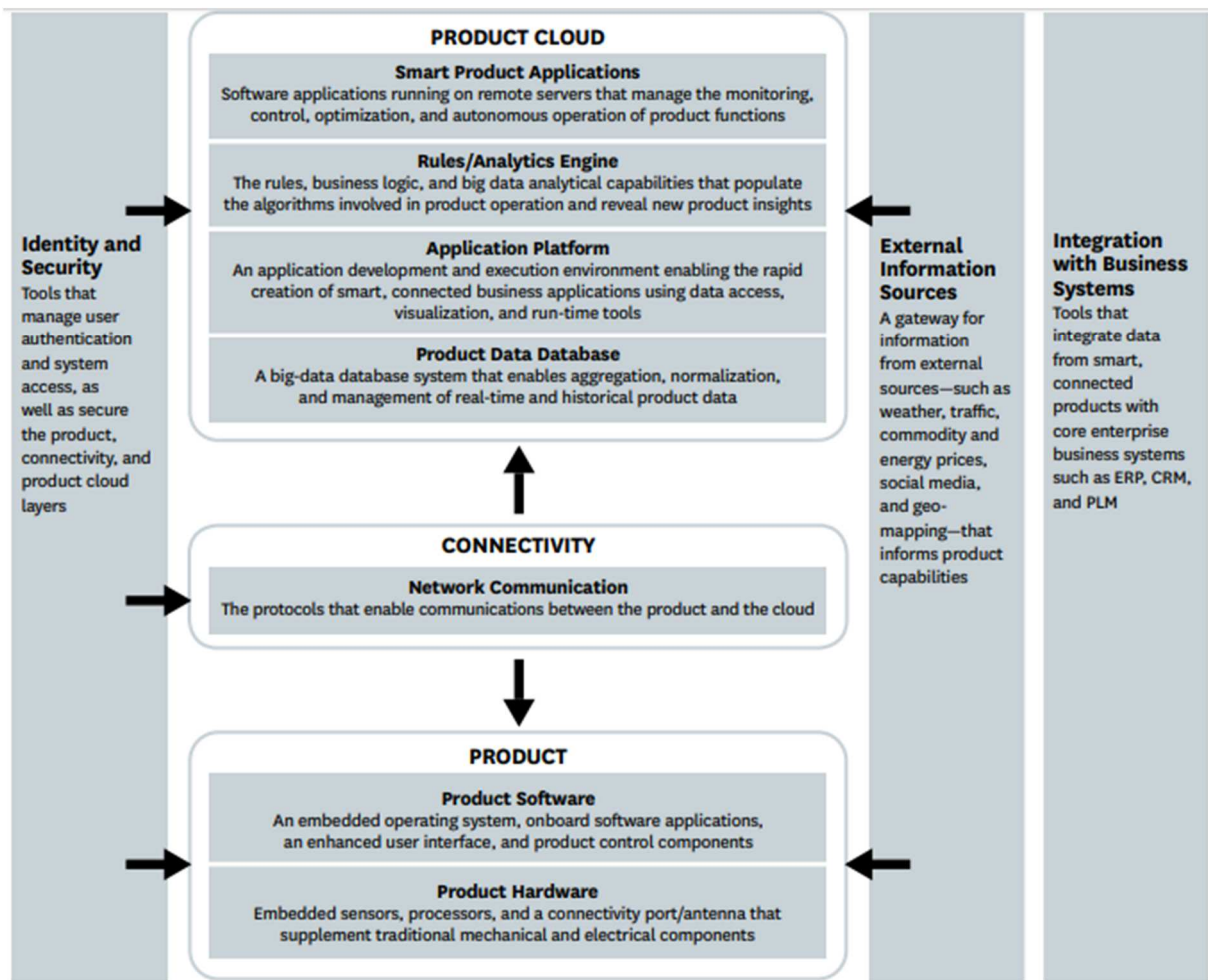 PRODUCT CLOUD
Smart Product Applications
Software applications running on remote servers that manage the monitoring,
control, optimization, and autonomous operation of product functions
Rules/Analytics Engine
The rules, business logic, and big data analytical capabilities that populate
the algorithms involved in product operation and reveal new product insights
Application Platform
An application development and execution environment enabling the rapid
creation of smart, connected business applications using data access,
visualization, and run-time tools
Product Data Database
A big-data database system that enables aggregation, normalization,
and management of real-time and historical product data
CONNECTIVITY
Network Communication
The protocols that enable communications between the product and the cloud
PRODUCT
Product Software
An embedded operating system, onboard software applications,
an enhanced user interface, and product control components
Product Hardware
Embedded sensors, processors, and a connectivity port/antenna that
supplement traditional mechanical and electrical components
Identity and
Security
Tools that
manage user
authentication
and system
access, as
well as secure
the product,
connectivity, and
product cloud
layers
External
Information
Sources
A gateway for
information
from external
sources—such as
weather, traffic,
commodity and
energy prices,
social media,
and geo-
mapping—that
informs product
capabilities
Integration
with Business
Systems
Tools that
integrate data
from smart,
connected
products with
core enterprise
business systems
such as ERP, CRM,
and PLM